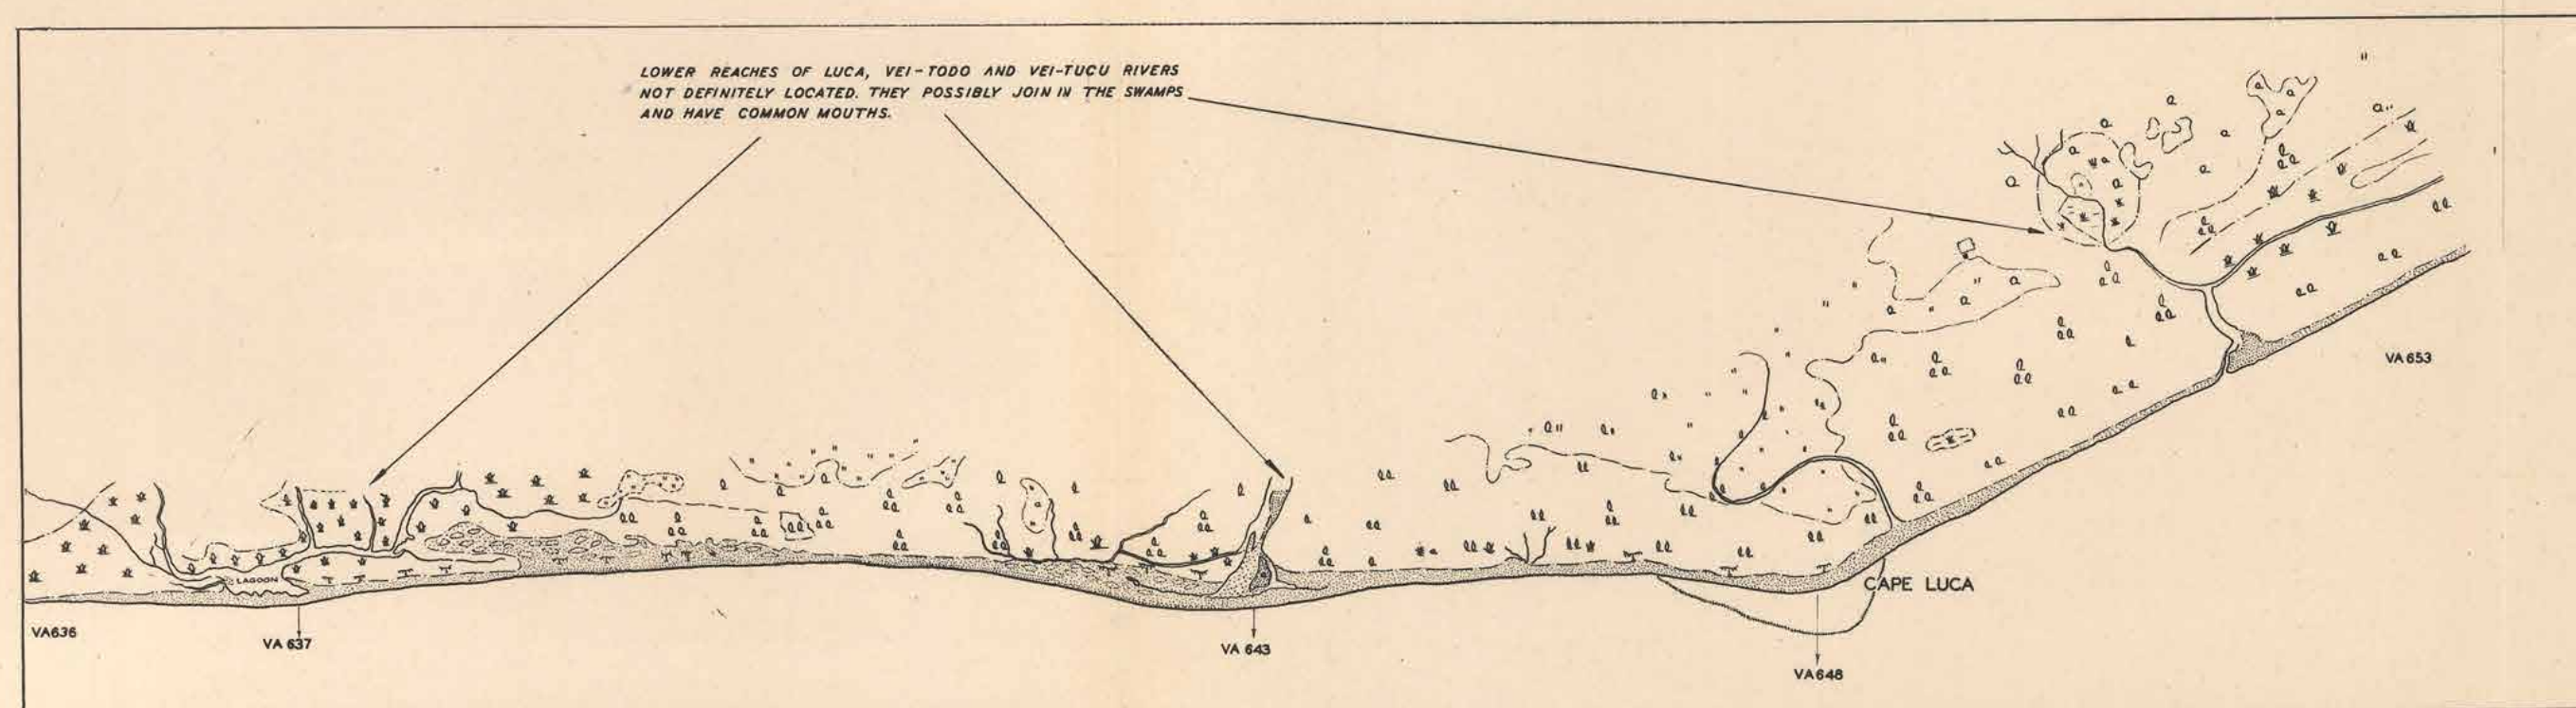 LOWER REACHES OF LUCA, VEI-TODO AND VEI-TUCU RIVERS
NOT DEFINITELY LOCATED. THEY POSSIBLY JOIN IN THE SWAMPS
AND HAVE COMMON MOUTHS.
VA 653
LAGOON
CAPE LUCA
VA636
VA 637
VA 643
VA648